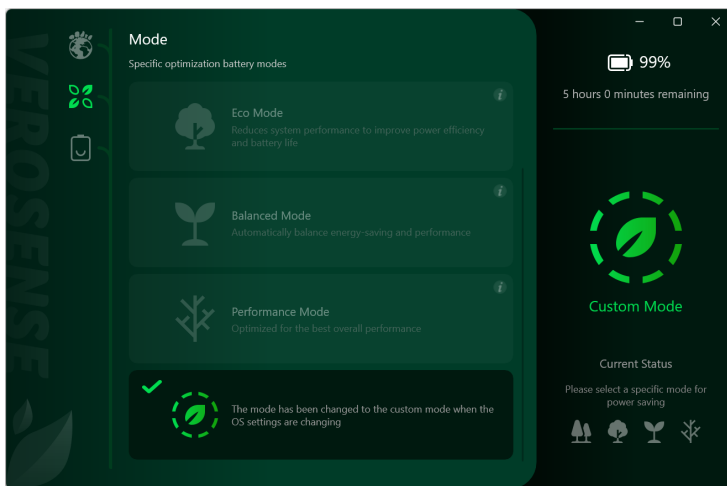 VEROSENSE
Mode
Specific optimization battery modes
Eco Mode
Reduces system performance to improve power efficiency
and battery life
Balanced Mode
Automatically balance energy-saving and performance
Performance Mode
Optimized for the best overall performance
The mode has been changed to the custom mode when the
OS settings are changing
99%
5 hours 0 minutes remaining
Custom Mode
Current Status
Please select a specific mode for
power saving